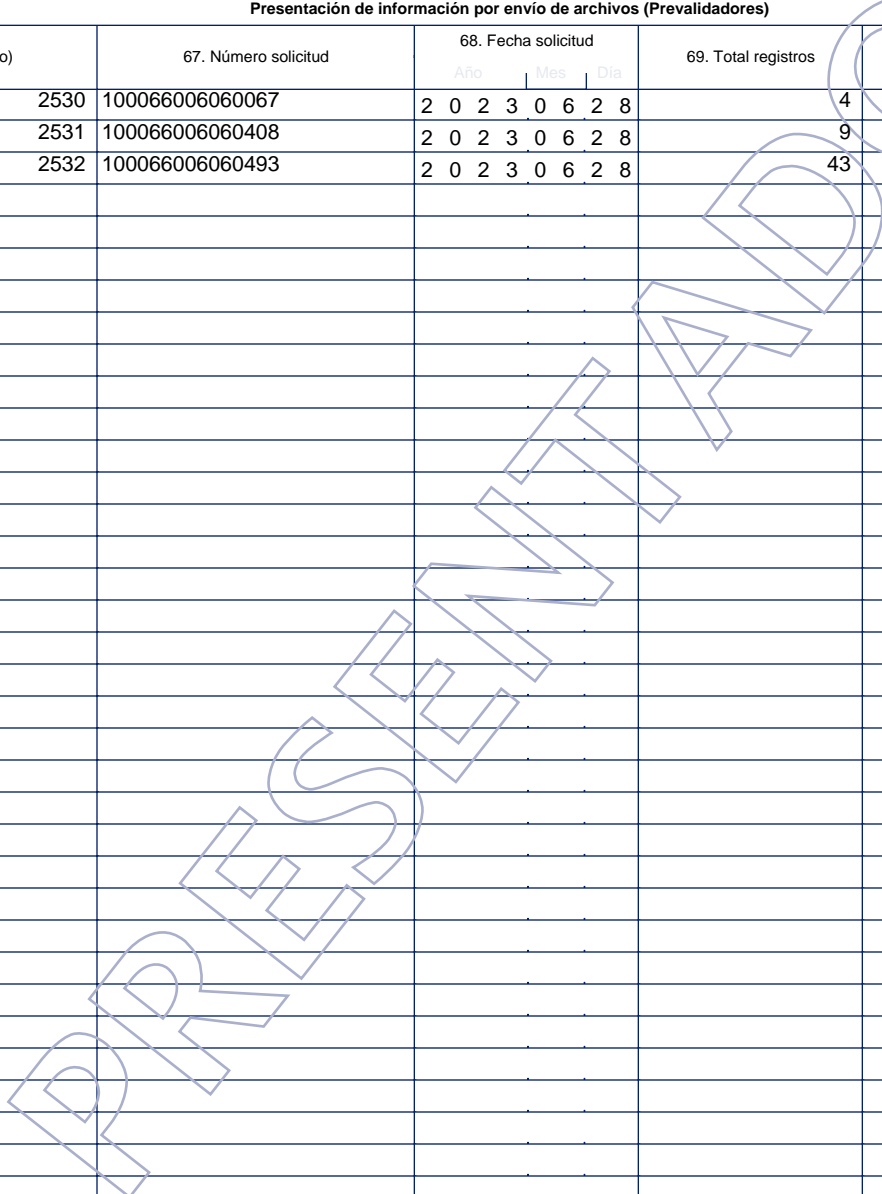 Presentación de información por envío de archivos (Prevalidadores)
o) 67. Número solicitud 68. Fecha solicitud 69. Total registros
Año Mes Día
2530 100066006060067 2 0 2 3 0 6 2 8 4
2531 100066006060408 2 0 2 3 0 6 2 8 9
2532 100066006060493 2 0 2 3 0 6 2 8 43
PRESENTADO